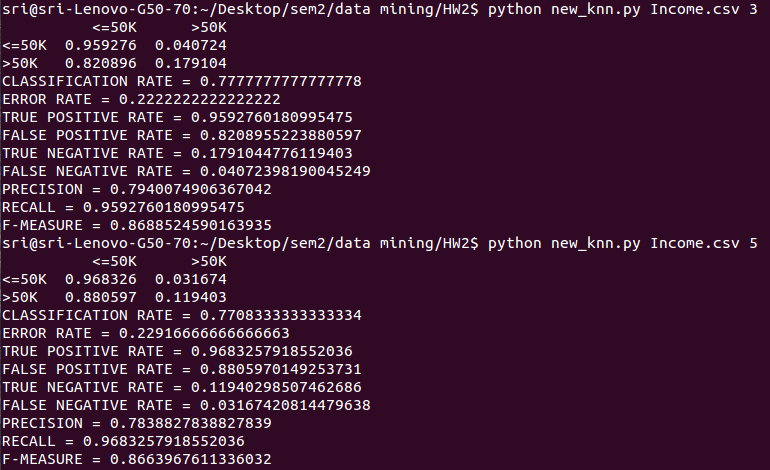 sri@sri-Lenovo-G50-70:~/Desktop/sem2/data mining/HW2$ python new_knn.py Income.csv 3
<=50K >50K
<=50K 0.959276 0.040724
>50K 0.820896 0.179104
CLASSIFICATION RATE = 0.7777777777777778
ERROR RATE = 0.2222222222222222
TRUE POSITIVE RATE = 0.9592760180995475
FALSE POSITIVE RATE = 0.8208955223880597
TRUE NEGATIVE RATE = 0.1791044776119403
FALSE NEGATIVE RATE = 0.04072398190045249
PRECISION = 0.7940074906367042
RECALL = 0.9592760180995475
F-MEASURE = 0.8688524590163935
sri@sri-Lenovo-G50-70:~/Desktop/sem2/data mining/HW2$ python new_knn.py Income.csv 5
<=50K >50K
<=50K 0.968326 0.031674
>50K 0.880597 0.119403
CLASSIFICATION RATE = 0.7708333333333334
ERROR RATE = 0.22916666666666663
TRUE POSITIVE RATE = 0.9683257918552036
FALSE POSITIVE RATE = 0.8805970149253731
TRUE NEGATIVE RATE = 0.11940298507462686
FALSE NEGATIVE RATE = 0.03167420814479638
PRECISION = 0.7838827838827839
RECALL = 0.9683257918552036
F-MEASURE = 0.8663967611336032